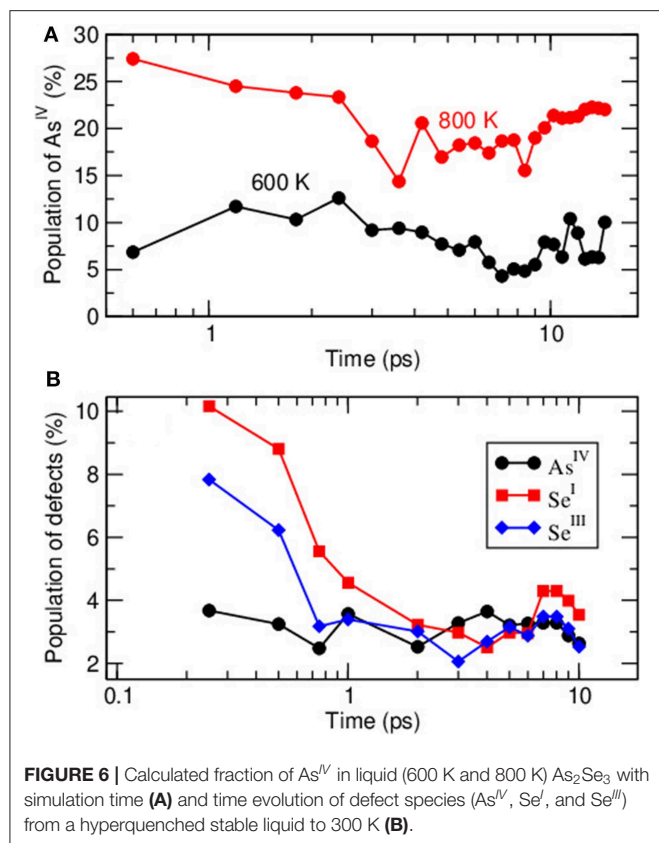 A
30
25
20
15
10
5
0
Population of As^IV (%)
800 K
600 K
1
10
Time (ps)
B
10
8
6
4
2
Population of defects (%)
As^IV
Se^I
Se^III
0.1
1
10
Time (ps)
FIGURE 6 | Calculated fraction of As^IV in liquid (600 K and 800 K) As₂Se₃ with
simulation time (A) and time evolution of defect species (As^IV, Se^I, and Se^III)
from a hyperquenched stable liquid to 300 K (B).